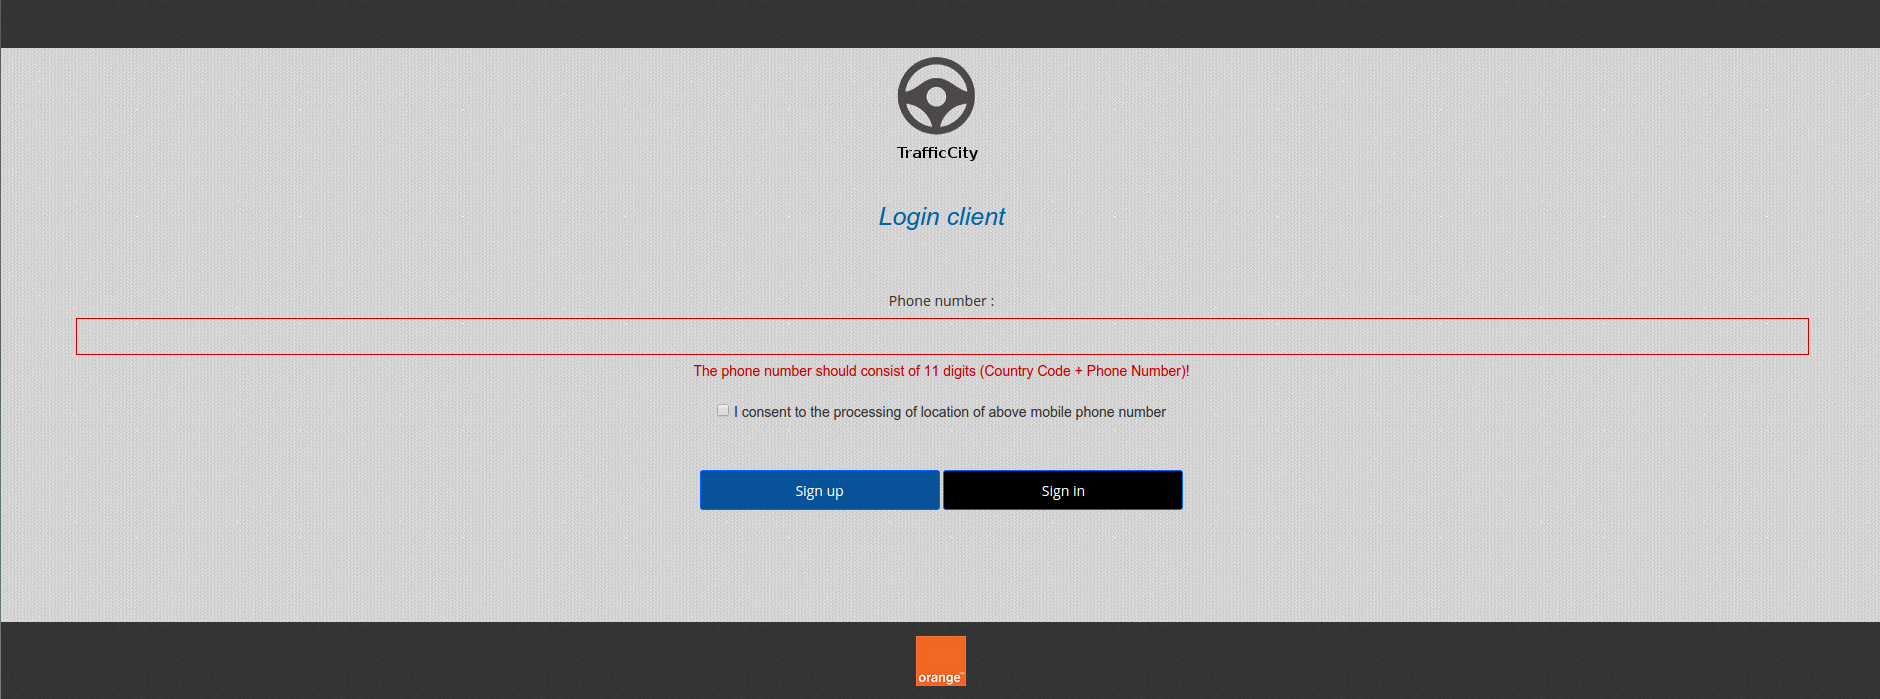 TrafficCity
Login client
Phone number :
The phone number should consist of 11 digits (Country Code + Phone Number)!
I consent to the processing of location of above mobile phone number
Sign up Sign in
orange™